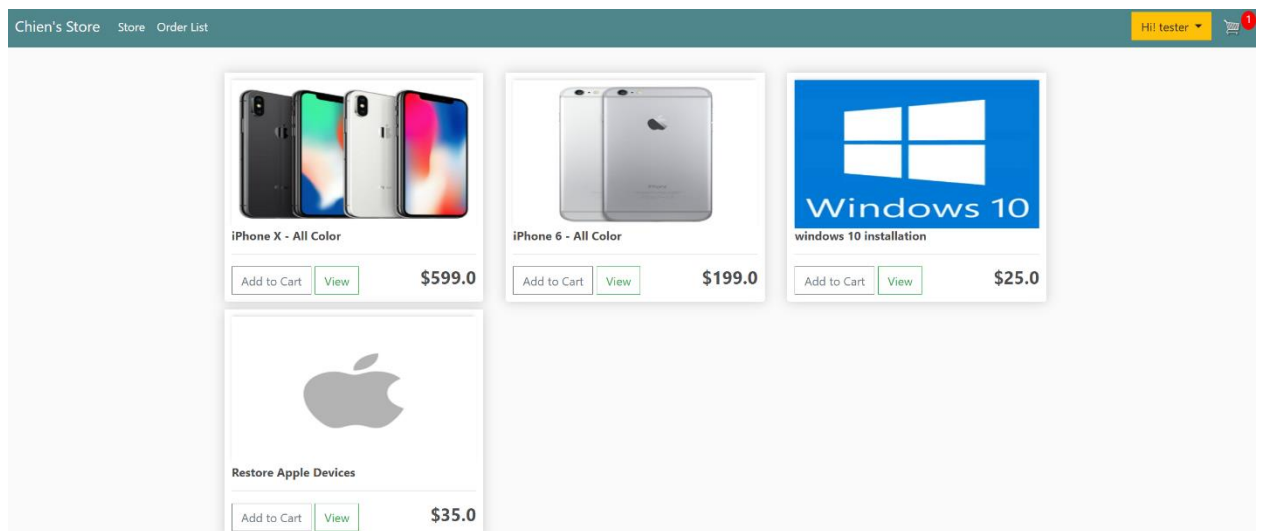 Chien's Store Store Order List Hi! tester 1
iPhone X - All Color
Add to Cart View $599.0
iPhone 6 - All Color
Add to Cart View $199.0
Windows 10
windows 10 installation
Add to Cart View $25.0
Restore Apple Devices
Add to Cart View $35.0